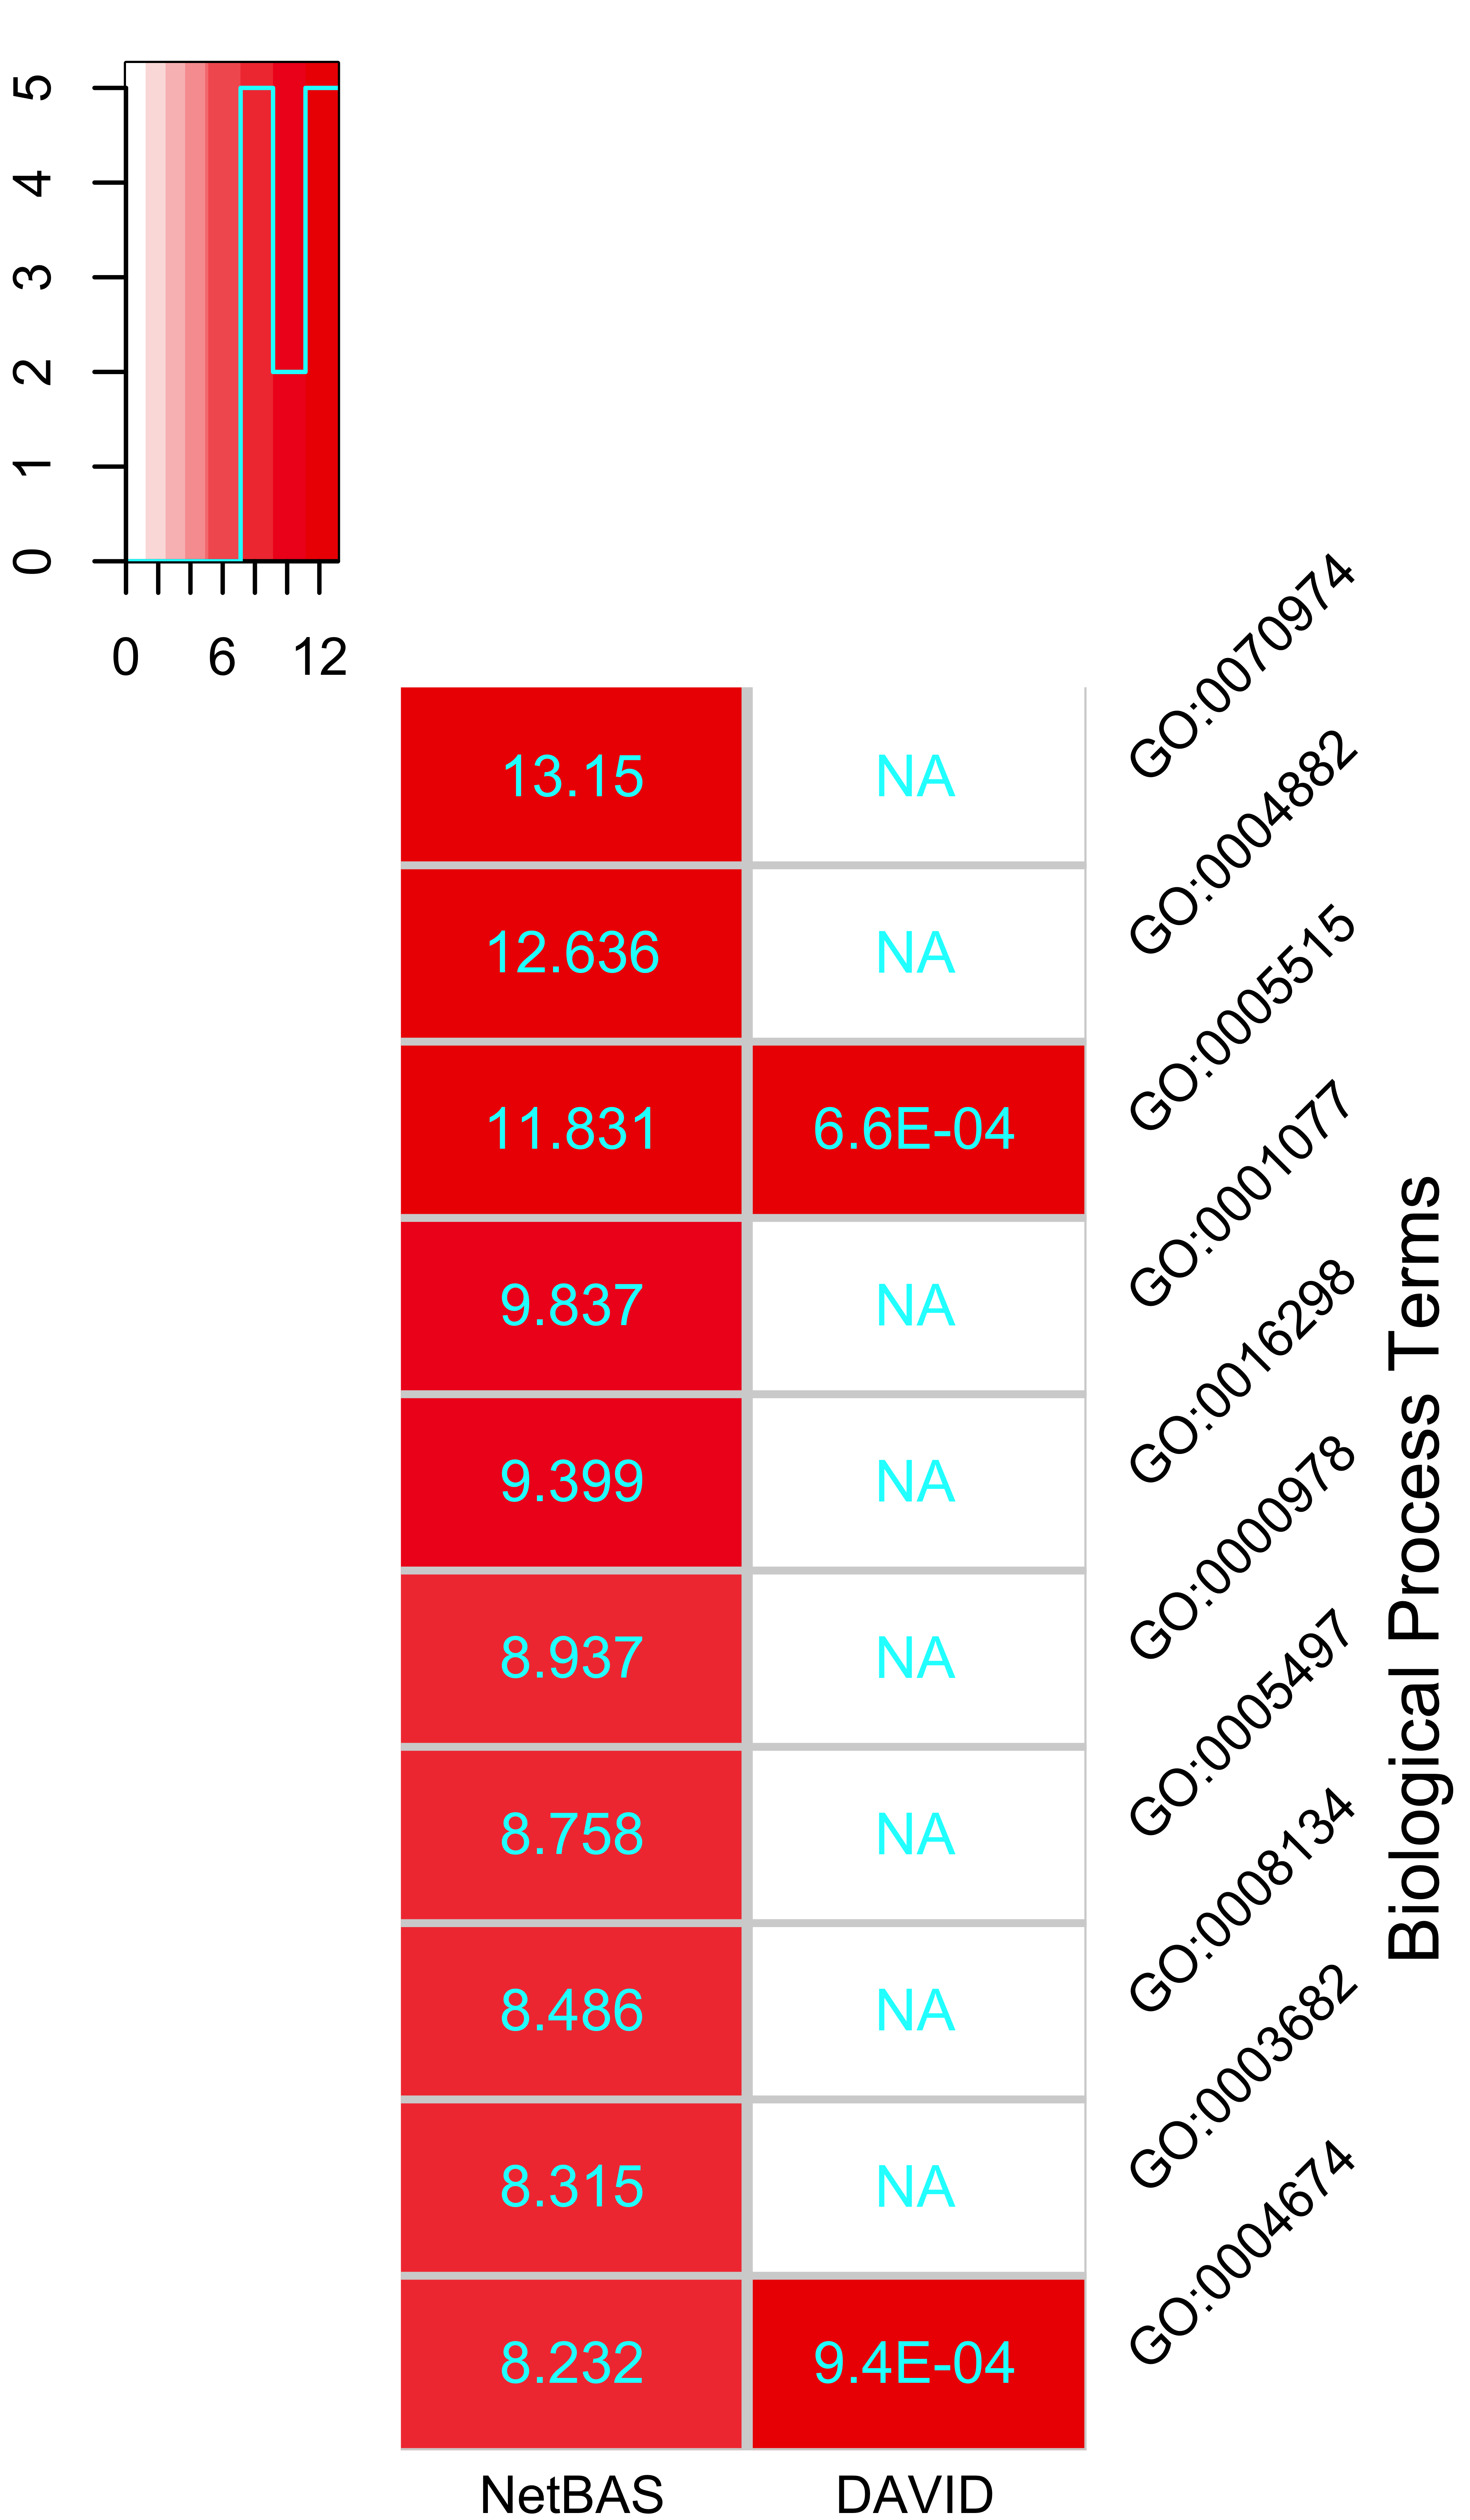 5
4
3
2
1
0
0 6 12
13.15 NA GO:0070974
12.636 NA GO:0004882
11.831 6.6E-04 GO:0005515
9.837 NA GO:0001077
9.399 NA GO:0016298
8.937 NA GO:0000978
8.758 NA GO:0005497
8.486 NA GO:0008134
8.315 NA GO:0003682
8.232 9.4E-04 GO:0004674
Biological Process Terms
NetBAS DAVID